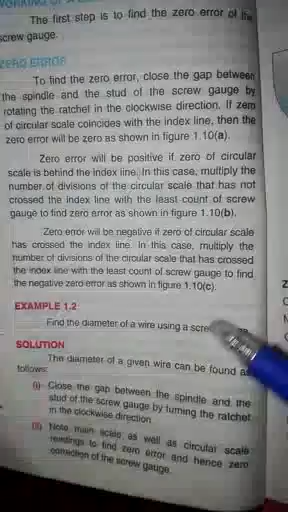 WORKING OF A
The first step is to find the zero error of the
screw gauge.
ZERO ERROR
To find the zero error, close the gap between
the spindle and the stud of the screw gauge by
rotating the ratchet in the clockwise direction. If zero
of circular scale coincides with the index line, then the
zero error will be zero as shown in figure 1.10(a).
Zero error will be positive if zero of circular
scale is behind the index line. In this case, multiply the
number of divisions of the circular scale that has not
crossed the index line with the least count of screw
gauge to find zero error as shown in figure 1.10(b).
Zero error will be negative if zero of circular scale
has crossed the index line. In this case, multiply the
number of divisions of the circular scale that has crossed
the index line with the least count of screw gauge to find
the negative zero error as shown in figure 1.10(c).
EXAMPLE 1.2
Find the diameter of a wire using a
SOLUTION
The diameter of a given wire can be found as
follows:
(i) Close the gap between the spindle and the
stud of the screw gauge by turning the ratchet
in the clockwise direction
(ii) Note main scale as well as circular scale
readings to find zero error and hence zero
correction of the screw gauge.